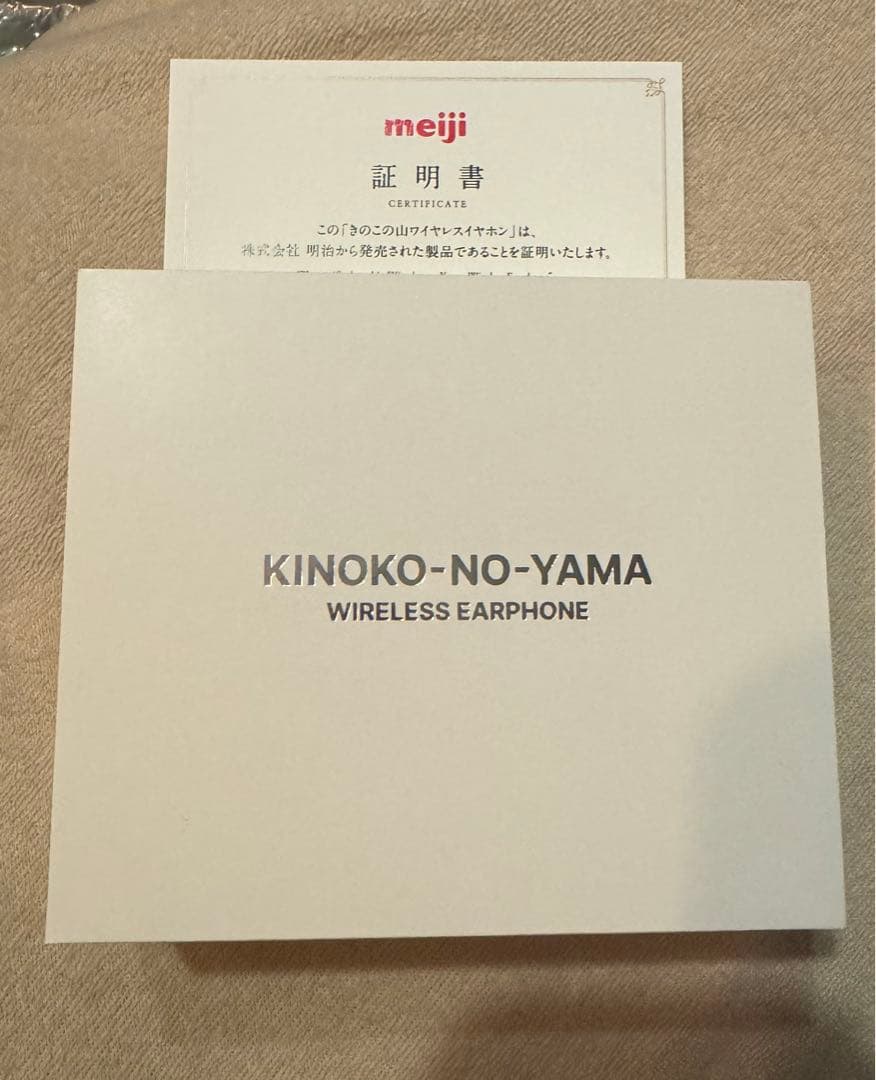 meiji
証明書
CERTIFICATE
この「きのこの山ワイヤレスイヤホン」は、
株式会社 明治から発売された製品であることを証明いたします。
KINOKO-NO-YAMA
WIRELESS EARPHONE